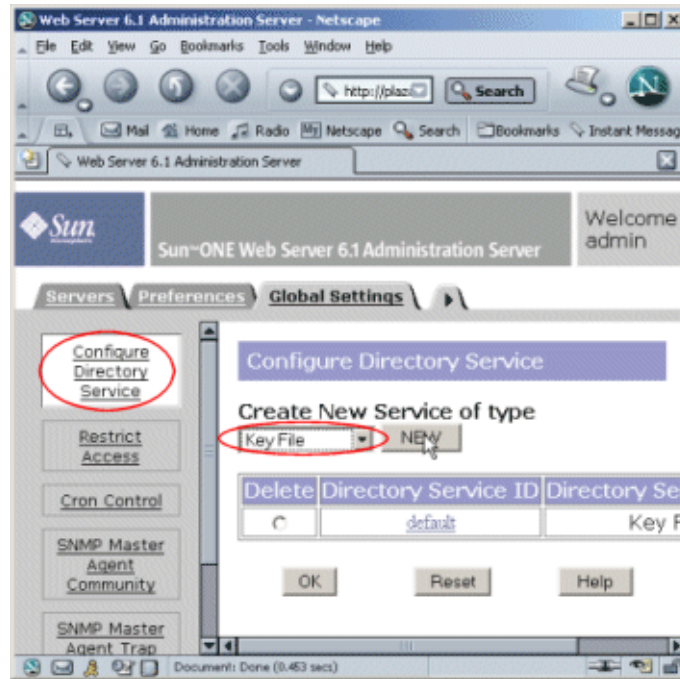 Web Server 6.1 Administration Server - Netscape
File Edit View Go Bookmarks Tools Window Help
http://plaz
Search
Mail Home Radio My Netscape Search Bookmarks Instant Messag
Web Server 6.1 Administration Server
Sun
Sun ONE Web Server 6.1 Administration Server
Welcome
admin
Servers Preferences Global Settings
Configure
Directory
Service
Restrict
Access
Cron Control
SNMP Master
Agent
Community
SNMP Master
Agent Trap
Configure Directory Service
Create New Service of type
Key File NEW
Delete Directory Service ID Directory Se
default Key F
OK Reset Help
Document: Done (0.453 secs)